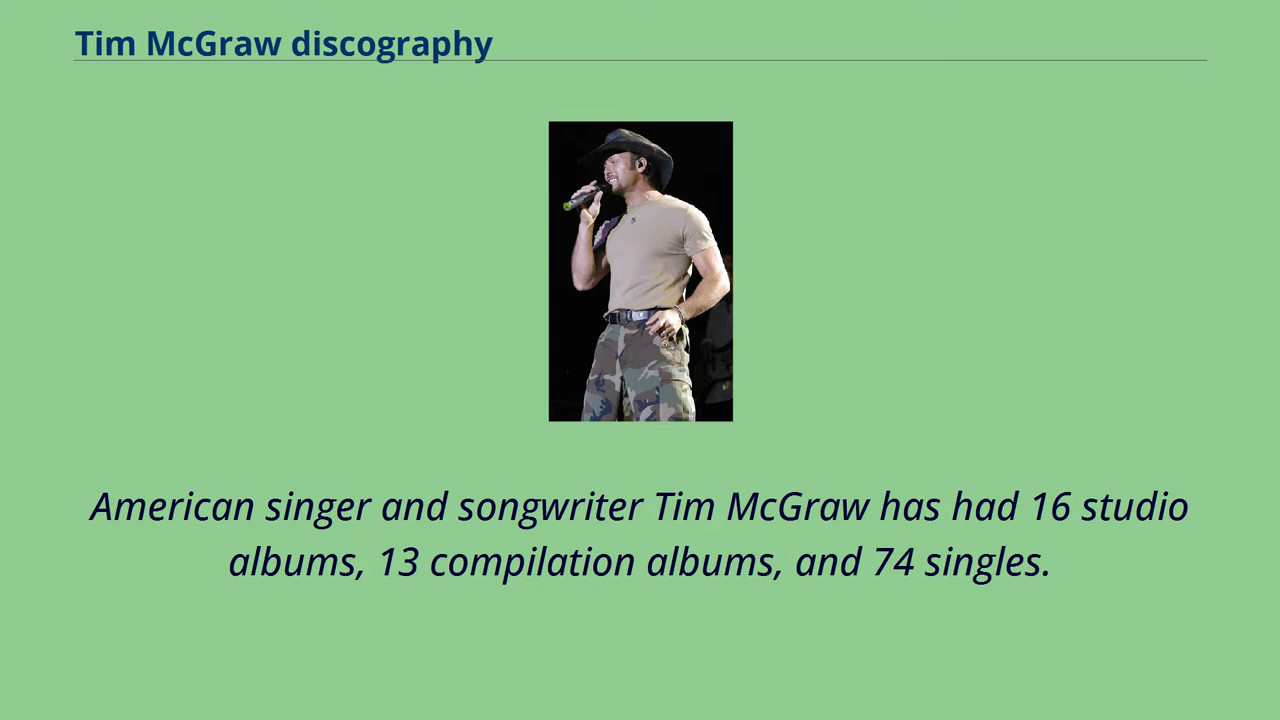 Tim McGraw discography
American singer and songwriter Tim McGraw has had 16 studio
albums, 13 compilation albums, and 74 singles.